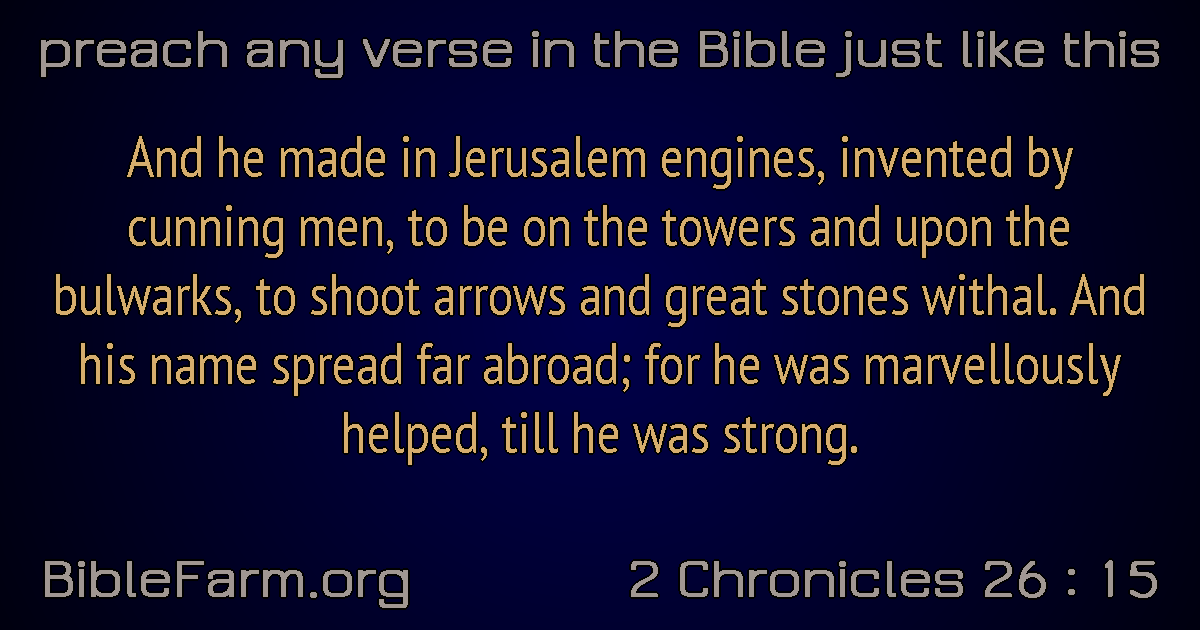 preach any verse in the Bible just like this
And he made in Jerusalem engines, invented by
cunning men, to be on the towers and upon the
bulwarks, to shoot arrows and great stones withal. And
his name spread far abroad; for he was marvellously
helped, till he was strong.
BibleFarm.org
2 Chronicles 26 : 15